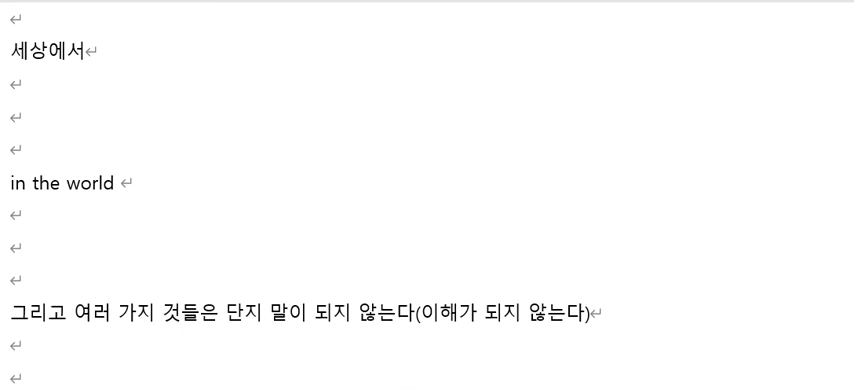 세상에서
in the world
그리고 여러 가지 것들은 단지 말이 되지 않는다(이해가 되지 않는다)